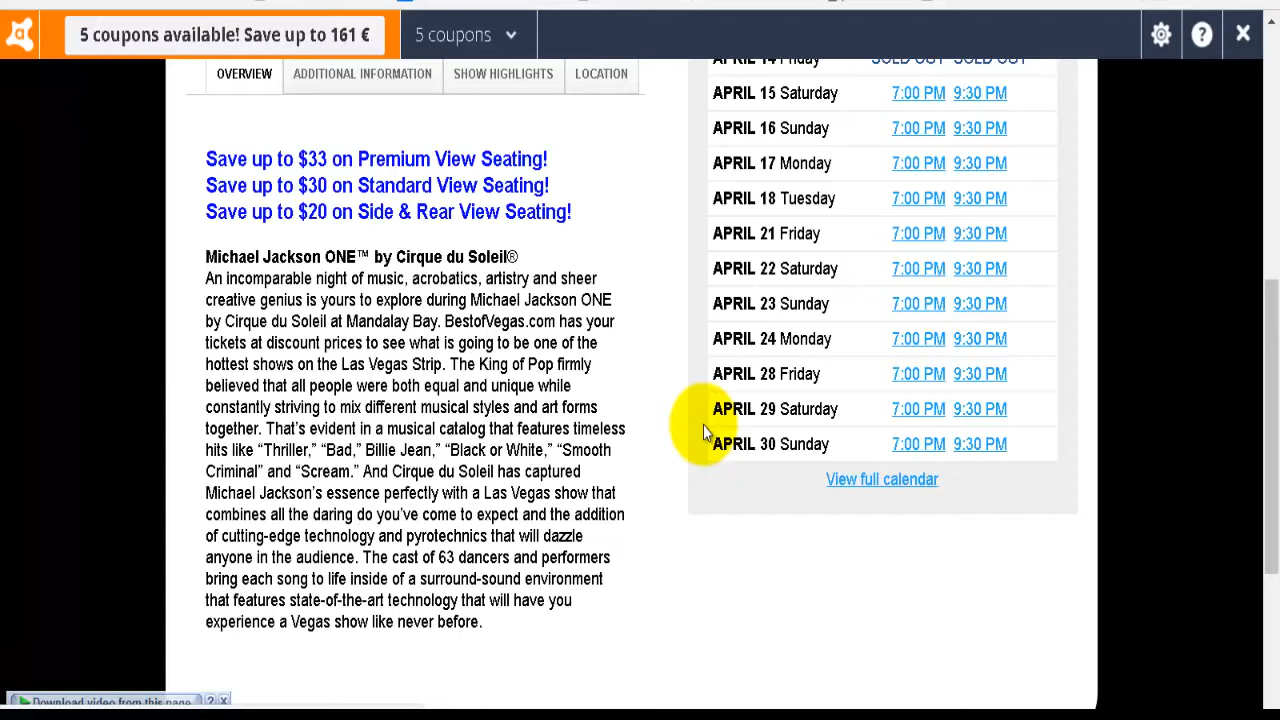 5 coupons available! Save up to 161 €
5 coupons
OVERVIEW
ADDITIONAL INFORMATION
SHOW HIGHLIGHTS
LOCATION
Save up to $33 on Premium View Seating!
Save up to $30 on Standard View Seating!
Save up to $20 on Side & Rear View Seating!
Michael Jackson ONE™ by Cirque du Soleil®
An incomparable night of music, acrobatics, artistry and sheer
creative genius is yours to explore during Michael Jackson ONE
by Cirque du Soleil at Mandalay Bay. BestofVegas.com has your
tickets at discount prices to see what is going to be one of the
hottest shows on the Las Vegas Strip. The King of Pop firmly
believed that all people were both equal and unique while
constantly striving to mix different musical styles and art forms
together. That’s evident in a musical catalog that features timeless
hits like “Thriller,” “Bad,” Billie Jean,” “Black or White,” “Smooth
Criminal” and “Scream.” And Cirque du Soleil has captured
Michael Jackson’s essence perfectly with a Las Vegas show that
combines all the daring do you’ve come to expect and the addition
of cutting-edge technology and pyrotechnics that will dazzle
anyone in the audience. The cast of 63 dancers and performers
bring each song to life inside of a surround-sound environment
that features state-of-the-art technology that will have you
experience a Vegas show like never before.
APRIL 14 Friday SOLD OUT SOLD OUT
APRIL 15 Saturday 7:00 PM 9:30 PM
APRIL 16 Sunday 7:00 PM 9:30 PM
APRIL 17 Monday 7:00 PM 9:30 PM
APRIL 18 Tuesday 7:00 PM 9:30 PM
APRIL 21 Friday 7:00 PM 9:30 PM
APRIL 22 Saturday 7:00 PM 9:30 PM
APRIL 23 Sunday 7:00 PM 9:30 PM
APRIL 24 Monday 7:00 PM 9:30 PM
APRIL 28 Friday 7:00 PM 9:30 PM
APRIL 29 Saturday 7:00 PM 9:30 PM
APRIL 30 Sunday 7:00 PM 9:30 PM
View full calendar
Download video from this page ? x